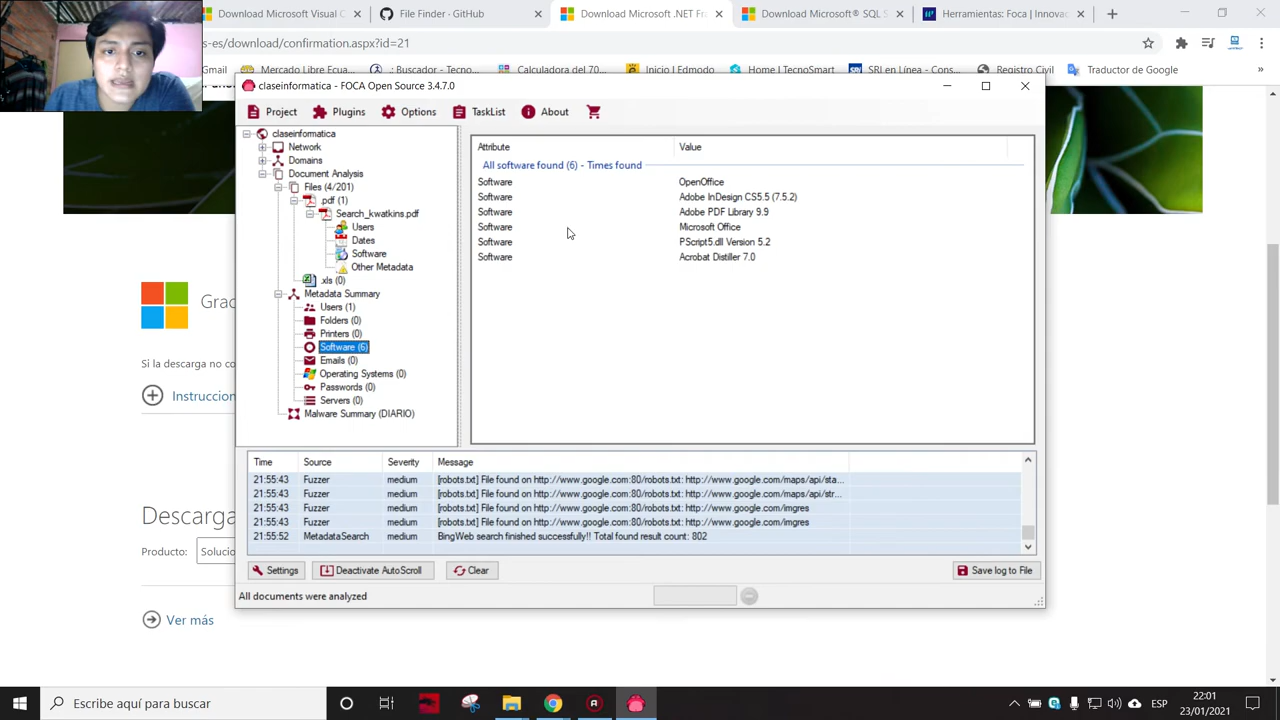 Download Microsoft Visual C
File Finder - GitHub
Download Microsoft .NET Fr
Download Microsoft® SQL S
Herramientas Foca | Innova
s-es/download/confirmation.aspx?id=21
Gmail
Mercado Libre Ecua...
.: Buscador - Tecno...
Calculadora del 70...
Inicio | Edmodo
Home | TecnoSmart
SRI en Línea - Cons...
Registro Civil
Traductor de Google
claseinformatica - FOCA Open Source 3.4.7.0
Project
Plugins
Options
TaskList
About
claseinformatica
Network
Domains
Document Analysis
Files (4/201)
.pdf (1)
Search_kwatkins.pdf
Users
Dates
Software
Other Metadata
.xls (0)
Metadata Summary
Users (1)
Folders (0)
Printers (0)
Software (6)
Emails (0)
Operating Systems (0)
Passwords (0)
Servers (0)
Malware Summary (DIARIO)
Attribute Value
All software found (6) - Times found
Software OpenOffice
Software Adobe InDesign CS5.5 (7.5.2)
Software Adobe PDF Library 9.9
Software Microsoft Office
Software PScript5.dll Version 5.2
Software Acrobat Distiller 7.0
Grac
Si la descarga no co
Instruccion
Descarga
Producto: Solucio
Ver más
Time Source Severity Message
21:55:43 Fuzzer medium [robots.txt] File found on http://www.google.com:80/robots.txt: http://www.google.com/maps/api/sta...
21:55:43 Fuzzer medium [robots.txt] File found on http://www.google.com:80/robots.txt: http://www.google.com/maps/api/str...
21:55:43 Fuzzer medium [robots.txt] File found on http://www.google.com:80/robots.txt: http://www.google.com/imgres
21:55:43 Fuzzer medium [robots.txt] File found on http://www.google.com:80/robots.txt: http://www.google.com/imgres
21:55:52 MetadataSearch medium BingWeb search finished successfully!! Total found result count: 802
Settings
Deactivate AutoScroll
Clear
Save log to File
All documents were analyzed
Escribe aquí para buscar
ESP
22:01
23/01/2021